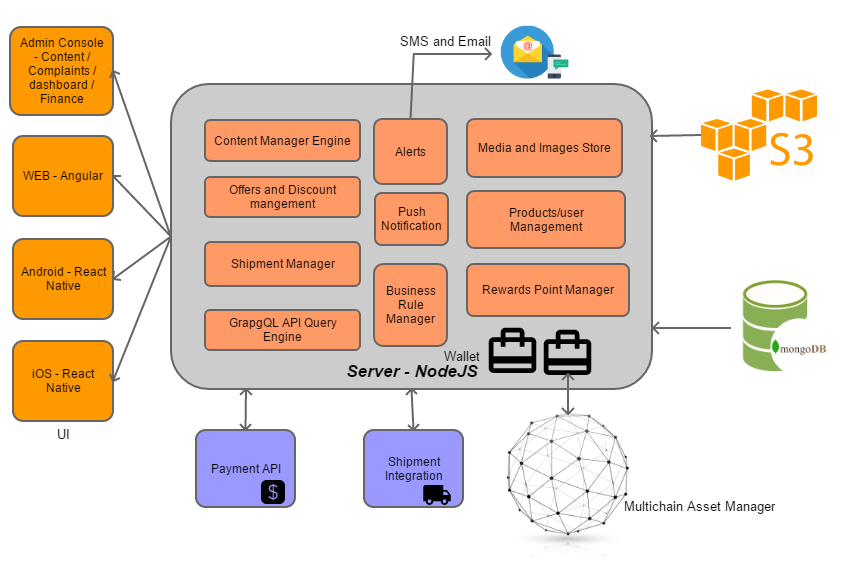 SMS and Email
@
Admin Console
- Content /
Complaints /
dashboard /
Finance
WEB - Angular
Android - React
Native
iOS - React
Native
UI
Content Manager Engine
Offers and Discount
mangement
Shipment Manager
GrapgQL API Query
Engine
Alerts
Push
Notification
Business
Rule
Manager
Media and Images Store
Products/user
Management
Rewards Point Manager
Wallet
Server - NodeJS
S3
mongoDB
Payment API
$
Shipment
Integration
Multichain Asset Manager